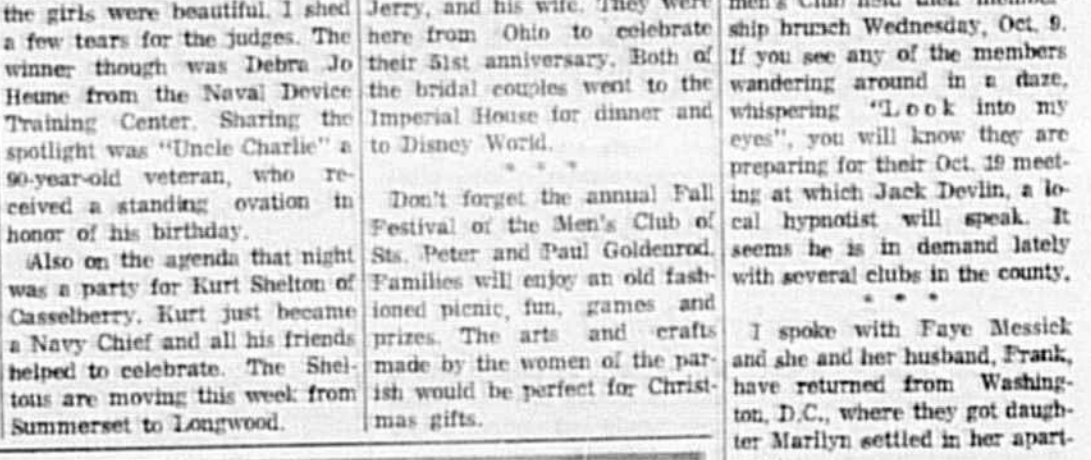 the girls were beautiful. I shed
a few tears for the judges. The
winner though was Debra Jo
Heune from the Naval Device
Training Center. Sharing the
spotlight was "Uncle Charlie" a
90-year-old veteran, who re-
ceived a standing ovation in
honor of his birthday.
Also on the agenda that night
was a party for Kurt Shelton of
Casselberry. Kurt just became
a Navy Chief and all his friends
helped to celebrate. The Shel-
tons are moving this week from
Summerset to Longwood.
Jerry, and his wife. They were
here from Ohio to celebrate
their 51st anniversary. Both of
the bridal couples went to the
Imperial House for dinner and
to Disney World.
* * *
Don't forget the annual Fall
Festival of the Men's Club of
Sts. Peter and Paul Goldenrod.
Families will enjoy an old fash-
ioned picnic, fun, games and
prizes. The arts and crafts
made by the women of the par-
ish would be perfect for Christ-
mas gifts.
men's Club held their member-
ship brunch Wednesday, Oct. 9.
If you see any of the members
wandering around in a daze,
whispering "Look into my
eyes", you will know they are
preparing for their Oct. 19 meet-
ing at which Jack Devlin, a lo-
cal hypnotist will speak. It
seems he is in demand lately
with several clubs in the county.
* * *
I spoke with Faye Messick
and she and her husband, Frank,
have returned from Washing-
ton, D.C., where they got daugh-
ter Marilyn settled in her apart-